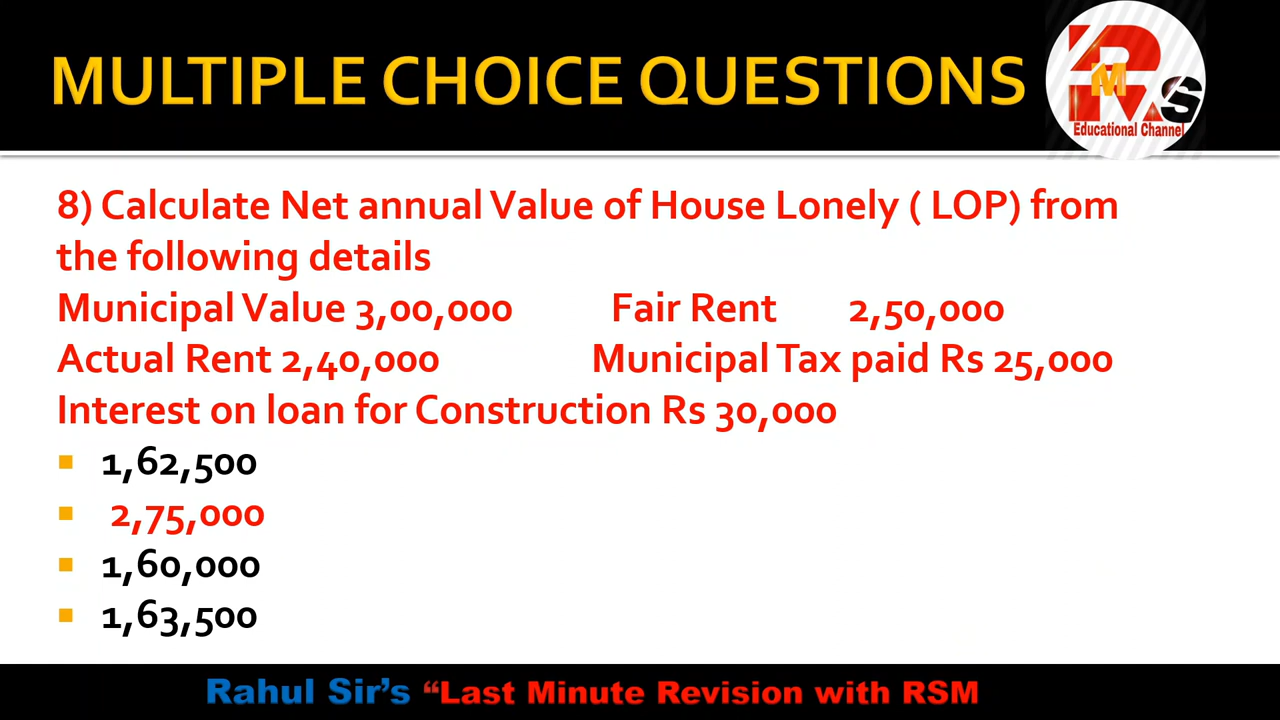 MULTIPLE CHOICE QUESTIONS
R
M
S
Educational Channel
8) Calculate Net annual Value of House Lonely ( LOP) from
the following details
Municipal Value 3,00,000 Fair Rent 2,50,000
Actual Rent 2,40,000 Municipal Tax paid Rs 25,000
Interest on loan for Construction Rs 30,000
1,62,500
2,75,000
1,60,000
1,63,500
Rahul Sir's “Last Minute Revision with RSM